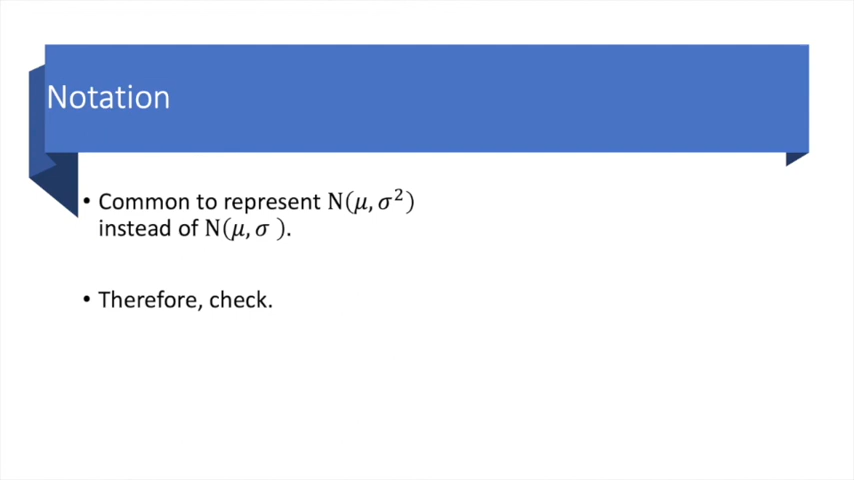 Notation
• Common to represent N(𝜇, 𝜎²)
instead of N(𝜇, 𝜎 ).
• Therefore, check.